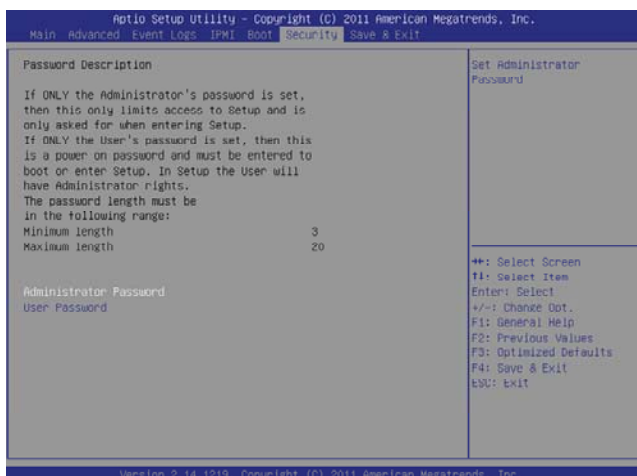 Aptio Setup Utility - Copyright (C) 2011 American Megatrends, Inc.
Main Advanced Event Logs IPMI Boot Security Save & Exit
Password Description
If ONLY the Administrator's password is set,
then this only limits access to Setup and is
only asked for when entering Setup.
If ONLY the User's password is set, then this
is a power on password and must be entered to
boot or enter Setup. In Setup the User will
have Administrator rights.
The password length must be
in the following range:
Minimum length 3
Maximum length 20
Administrator Password
User Password
Set Administrator
Password
→←: Select Screen
↑↓: Select Item
Enter: Select
+/-: Change Opt.
F1: General Help
F2: Previous Values
F3: Optimized Defaults
F4: Save & Exit
ESC: Exit
Version 2.14.1219. Copyright (C) 2011 American Megatrends, Inc.